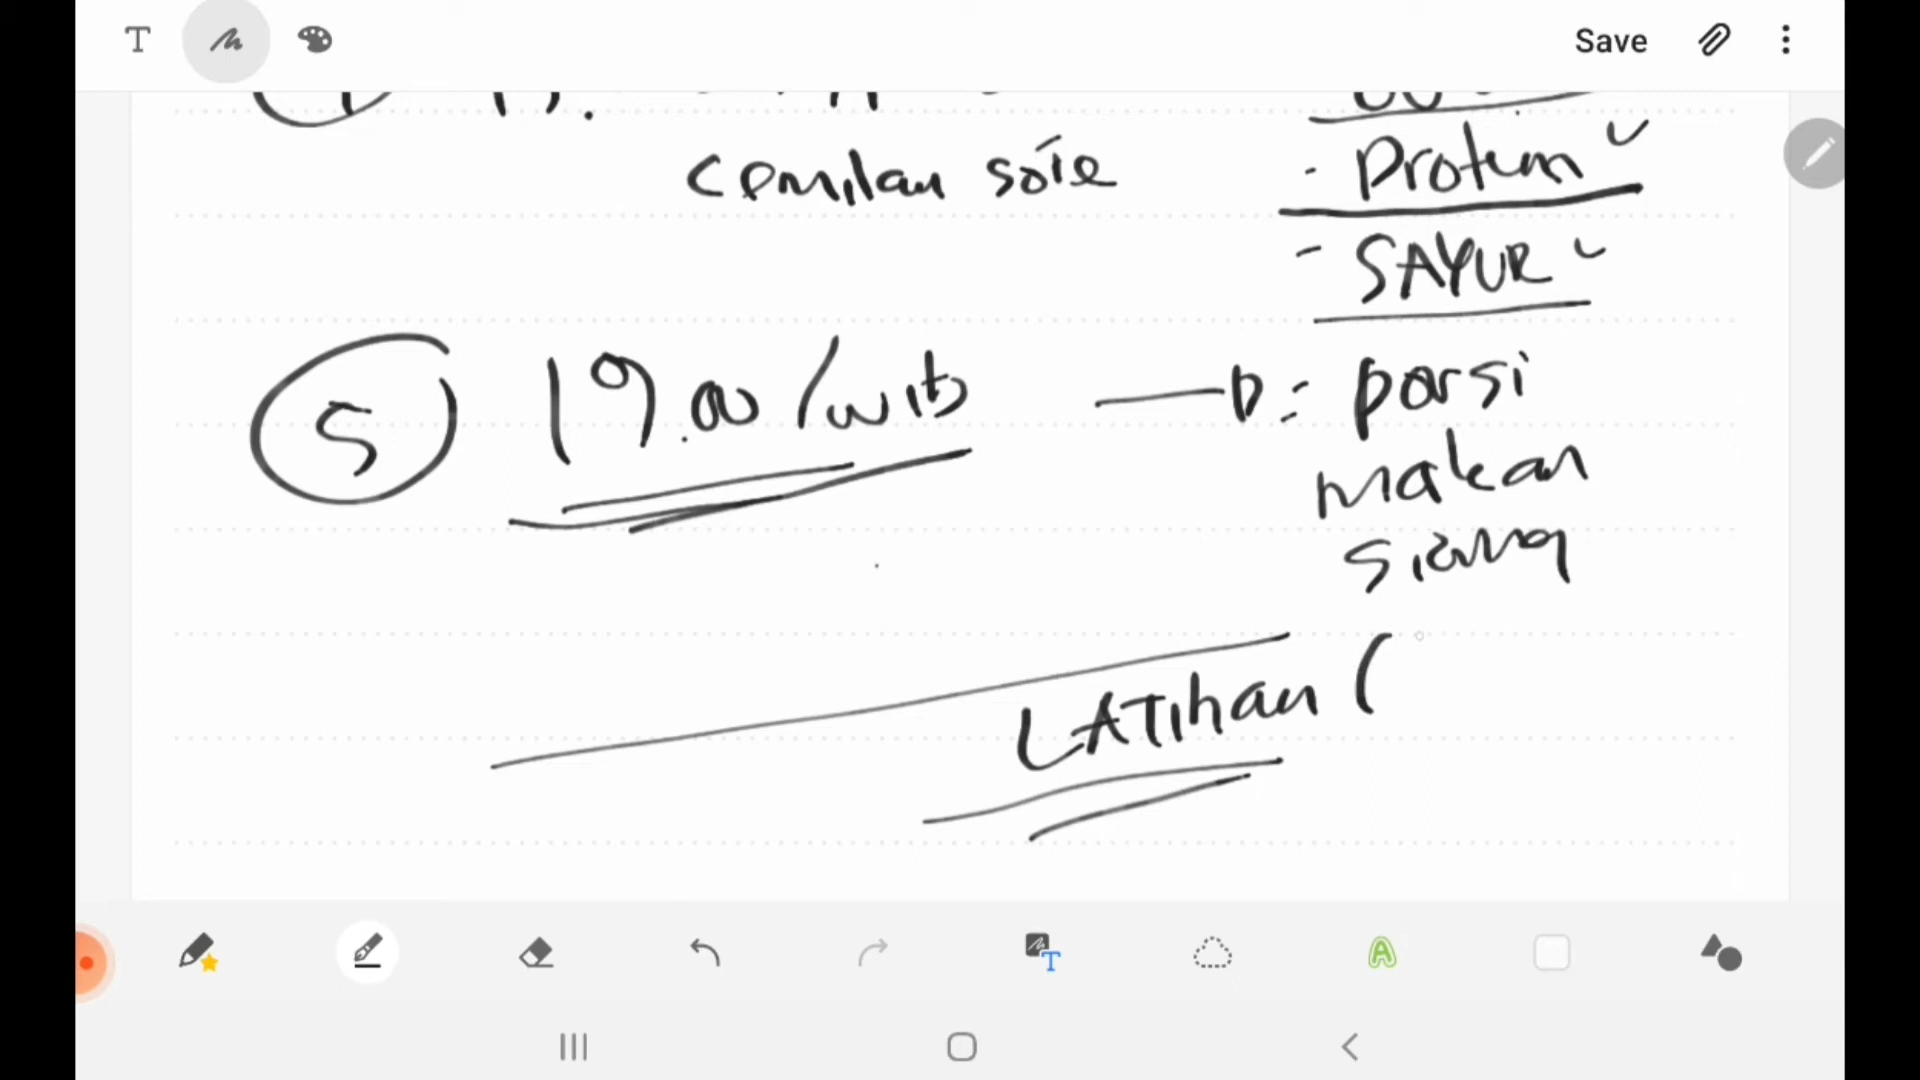 T Save
cemilan sore
- Protein
- SAYUR
5 19.00/wib = porsi
makan
siang
LATIhan (
T
A